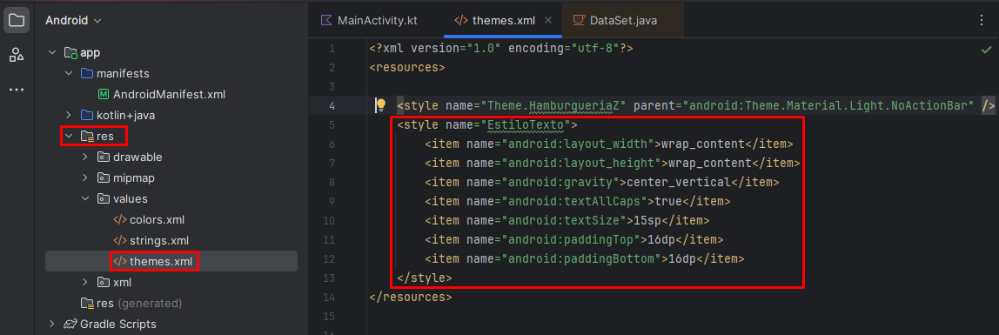 Android
app
manifests
AndroidManifest.xml
kotlin+java
res
drawable
mipmap
values
colors.xml
strings.xml
themes.xml
xml
res (generated)
Gradle Scripts
MainActivity.kt
themes.xml
DataSet.java
1 <?xml version="1.0" encoding="utf-8"?>
2 <resources>
3
4 <style name="Theme.HamburgueriaZ" parent="android:Theme.Material.Light.NoActionBar" />
5 <style name="EstiloTexto">
6 <item name="android:layout_width">wrap_content</item>
7 <item name="android:layout_height">wrap_content</item>
8 <item name="android:gravity">center_vertical</item>
9 <item name="android:textAllCaps">true</item>
10 <item name="android:textSize">15sp</item>
11 <item name="android:paddingTop">16dp</item>
12 <item name="android:paddingBottom">16dp</item>
13 </style>
14 </resources>
15
16